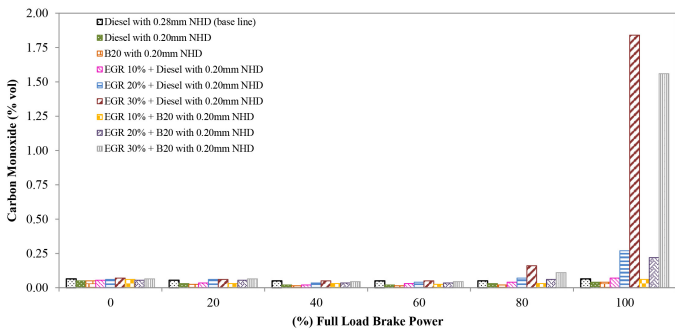 2.00
1.75
1.50
1.25
1.00
0.75
0.50
0.25
0.00
Carbon Monoxide (% vol)
Diesel with 0.28mm NHD (base line)
Diesel with 0.20mm NHD
B20 with 0.20mm NHD
EGR 10% + Diesel with 0.20mm NHD
EGR 20% + Diesel with 0.20mm NHD
EGR 30% + Diesel with 0.20mm NHD
EGR 10% + B20 with 0.20mm NHD
EGR 20% + B20 with 0.20mm NHD
EGR 30% + B20 with 0.20mm NHD
0 20 40 60 80 100
(%) Full Load Brake Power